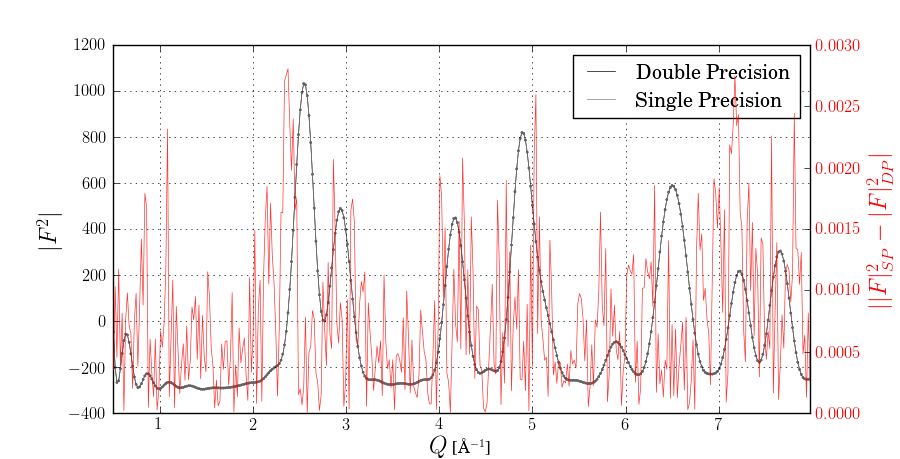 1200
1000
800
600
400
200
0
−200
−400
|F²|
1 2 3 4 5 6 7
Q [Å⁻¹]
Double Precision
Single Precision
0.0030
0.0025
0.0020
0.0015
0.0010
0.0005
0.0000
||F|²_SP − |F|²_DP|